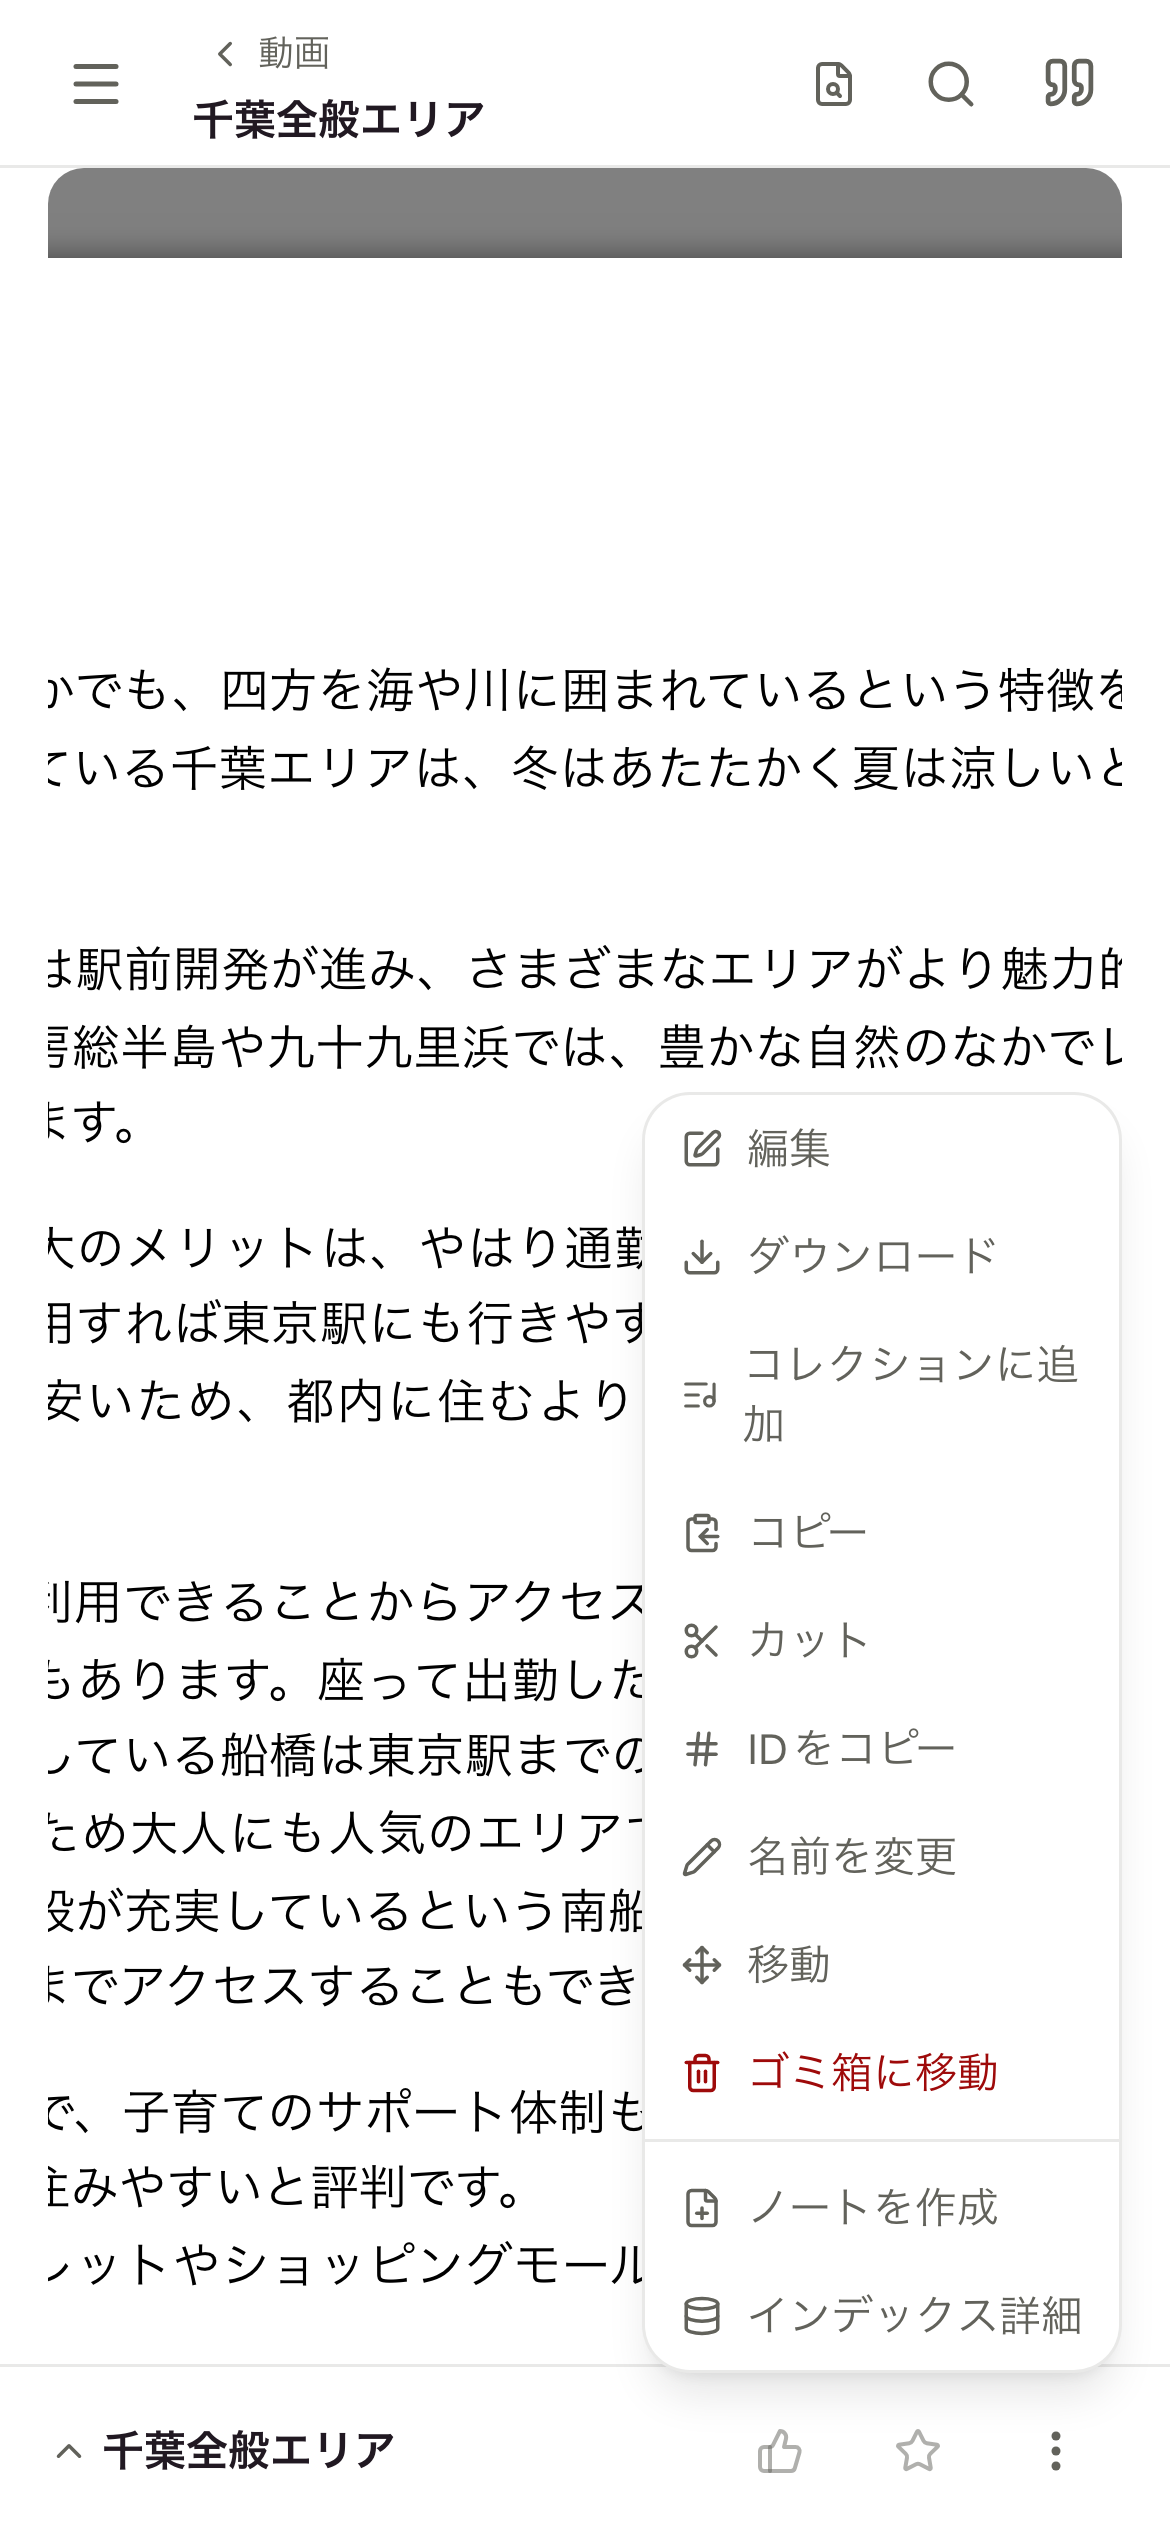 動画
千葉全般エリア
かでも、四方を海や川に囲まれているという特徴を
ている千葉エリアは、冬はあたたかく夏は涼しいと
は駅前開発が進み、さまざまなエリアがより魅力的
房総半島や九十九里浜では、豊かな自然のなかでし
ます。
大のメリットは、やはり通勤
用すれば東京駅にも行きやす
安いため、都内に住むより
利用できることからアクセス
もあります。座って出勤した
している船橋は東京駅までの
ため大人にも人気のエリアで
設が充実しているという南船
までアクセスすることもでき
で、子育てのサポート体制も
住みやすいと評判です。
レットやショッピングモール
編集
ダウンロード
コレクションに追
加
コピー
カット
IDをコピー
名前を変更
移動
ゴミ箱に移動
ノートを作成
インデックス詳細
千葉全般エリア